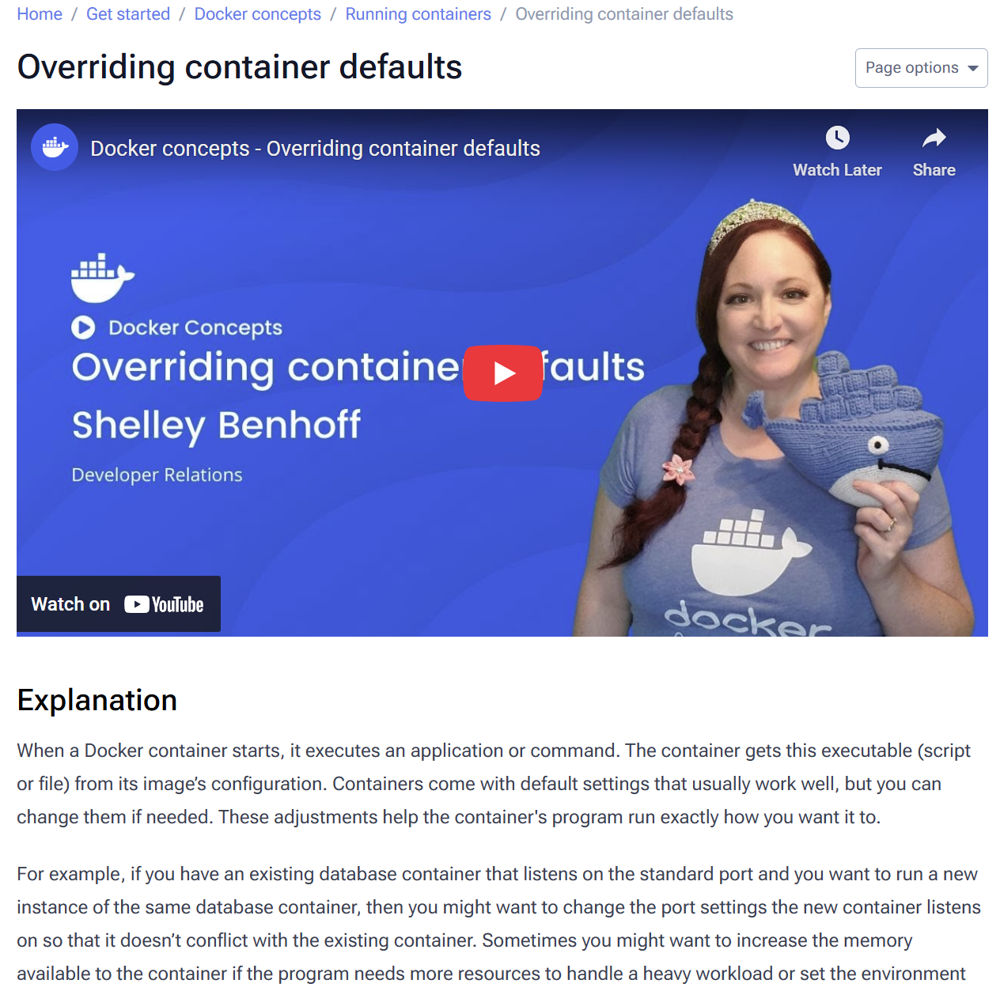 Home / Get started / Docker concepts / Running containers / Overriding container defaults
Overriding container defaults
Page options
Docker concepts - Overriding container defaults
Watch Later
Share
Docker Concepts
Overriding containe faults
Shelley Benhoff
Developer Relations
docker
Watch on YouTube
Explanation
When a Docker container starts, it executes an application or command. The container gets this executable (script
or file) from its image’s configuration. Containers come with default settings that usually work well, but you can
change them if needed. These adjustments help the container's program run exactly how you want it to.
For example, if you have an existing database container that listens on the standard port and you want to run a new
instance of the same database container, then you might want to change the port settings the new container listens
on so that it doesn’t conflict with the existing container. Sometimes you might want to increase the memory
available to the container if the program needs more resources to handle a heavy workload or set the environment